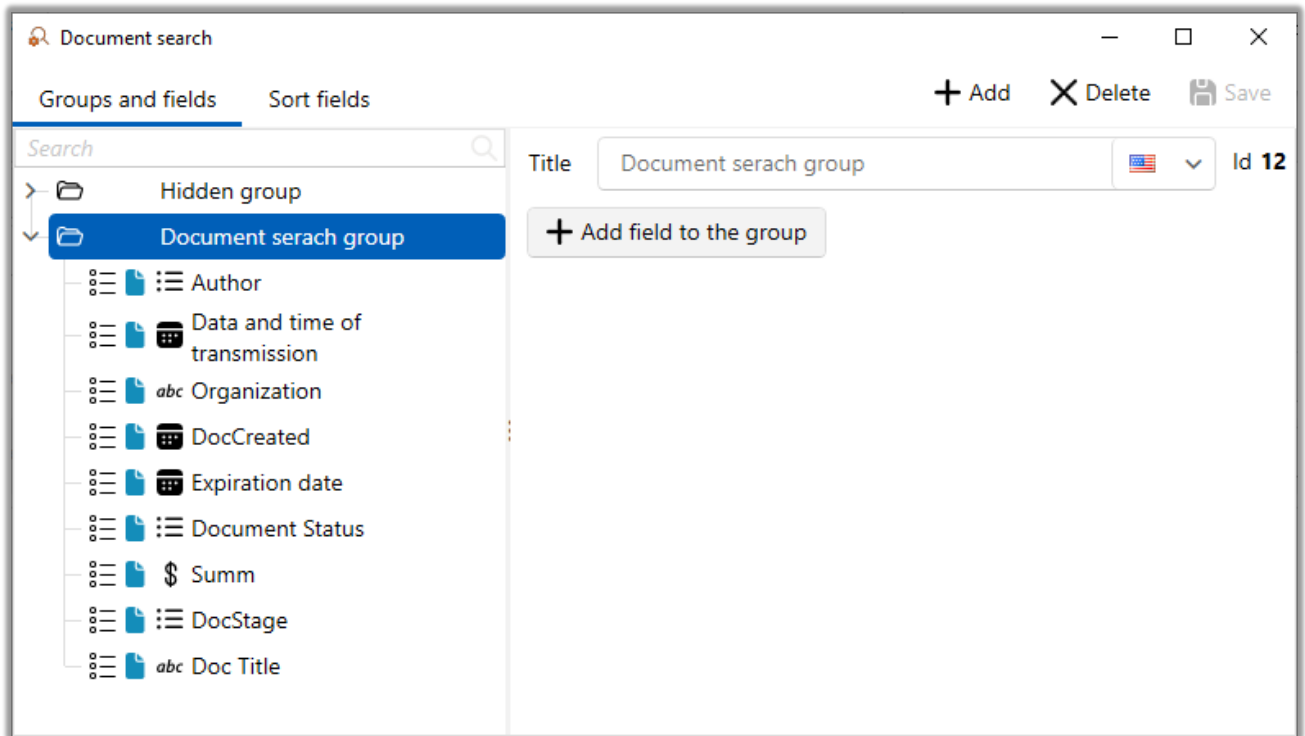 Document search
Groups and fields Sort fields + Add Delete Save
Search
Title Document serach group Id 12
Hidden group
Document serach group
+ Add field to the group
Author
Data and time of
transmission
abc Organization
DocCreated
Expiration date
Document Status
$ Summ
DocStage
abc Doc Title